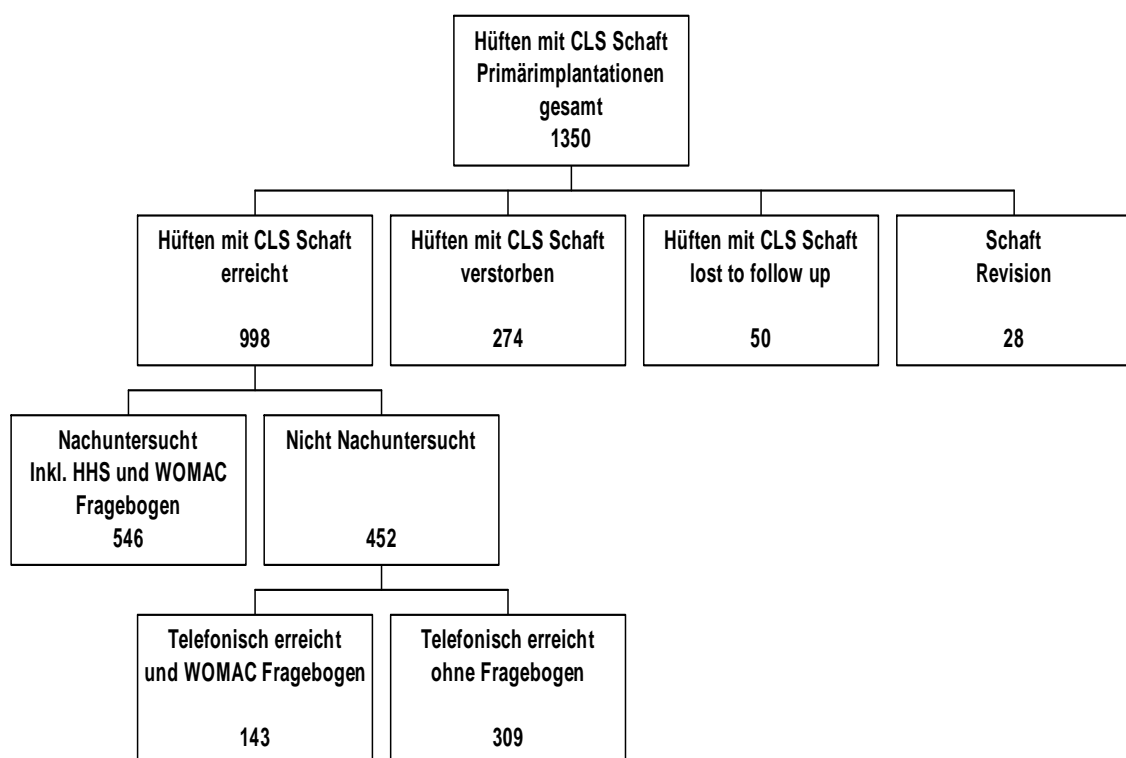 Hüften mit CLS Schaft
Primärimplantationen
gesamt
1350
Hüften mit CLS Schaft
erreicht
998
Hüften mit CLS Schaft
verstorben
274
Hüften mit CLS Schaft
lost to follow up
50
Schaft
Revision
28
Nachuntersucht
Inkl. HHS und WOMAC
Fragebogen
546
Nicht Nachuntersucht
452
Telefonisch erreicht
und WOMAC Fragebogen
143
Telefonisch erreicht
ohne Fragebogen
309